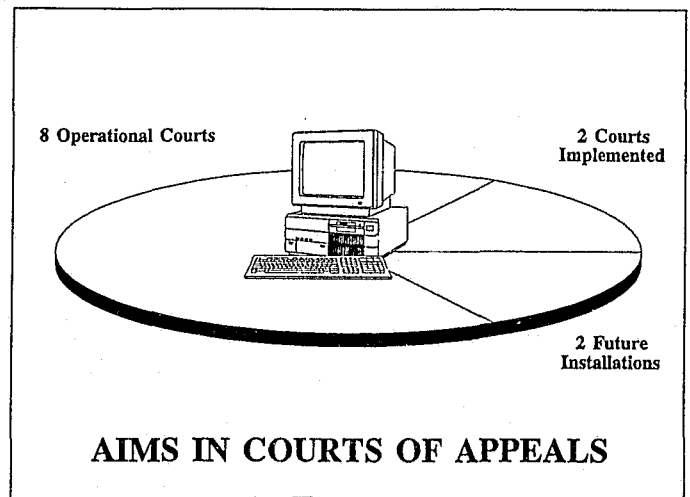 8 Operational Courts
2 Courts
Implemented
2 Future
Installations
AIMS IN COURTS OF APPEALS